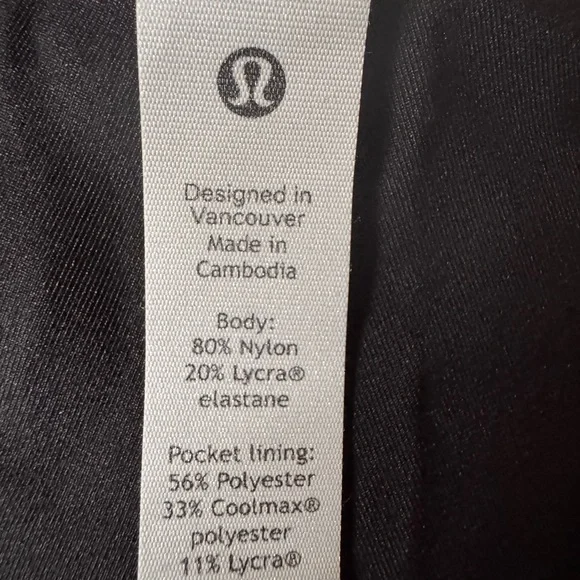 Designed in
Vancouver
Made in
Cambodia
Body:
80% Nylon
20% Lycra®
elastane
Pocket lining:
56% Polyester
33% Coolmax®
polyester
11% Lycra®